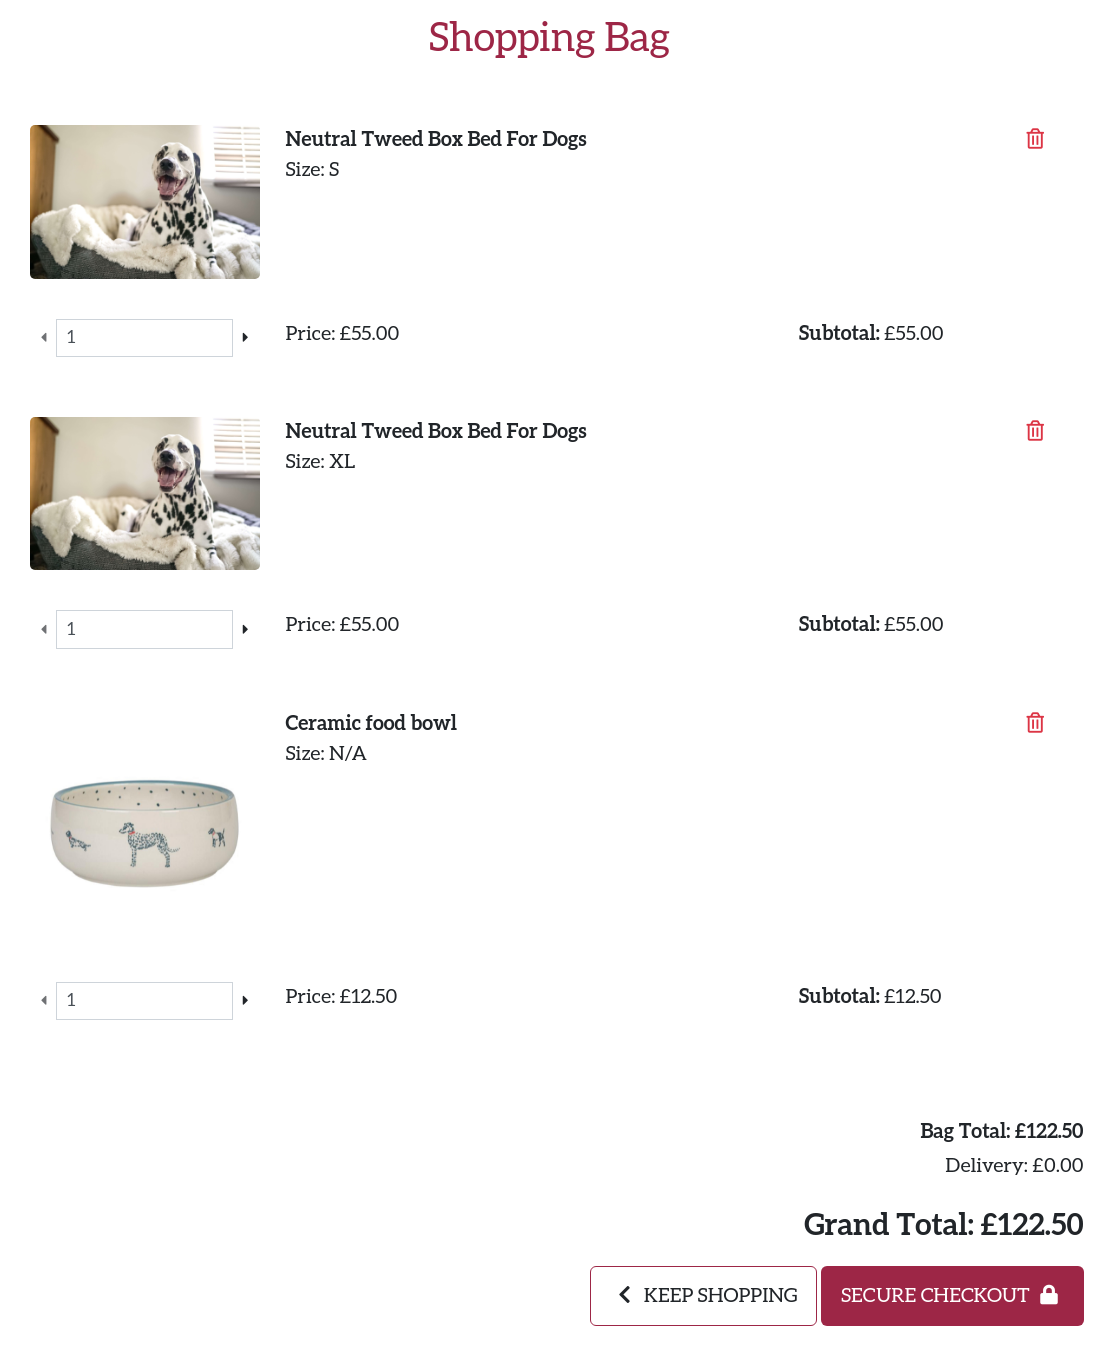 Shopping Bag
Neutral Tweed Box Bed For Dogs
Size: S
1
Price: £55.00
Subtotal: £55.00
Neutral Tweed Box Bed For Dogs
Size: XL
1
Price: £55.00
Subtotal: £55.00
Ceramic food bowl
Size: N/A
1
Price: £12.50
Subtotal: £12.50
Bag Total: £122.50
Delivery: £0.00
Grand Total: £122.50
KEEP SHOPPING
SECURE CHECKOUT